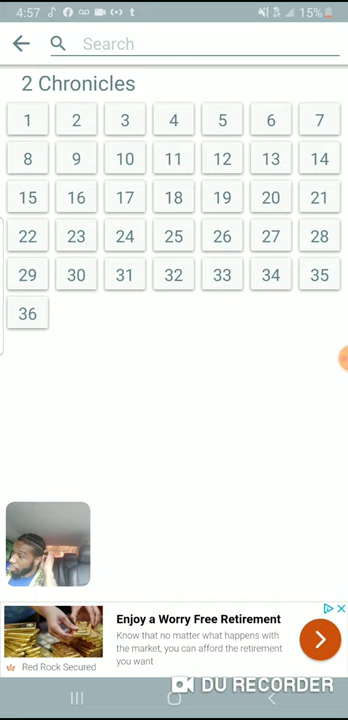 4:57
15%
Search
2 Chronicles
1 2 3 4 5 6 7
8 9 10 11 12 13 14
15 16 17 18 19 20 21
22 23 24 25 26 27 28
29 30 31 32 33 34 35
36
Enjoy a Worry Free Retirement
Know that no matter what happens with
the market, you can afford the retirement
you want
Red Rock Secured
DU RECORDER